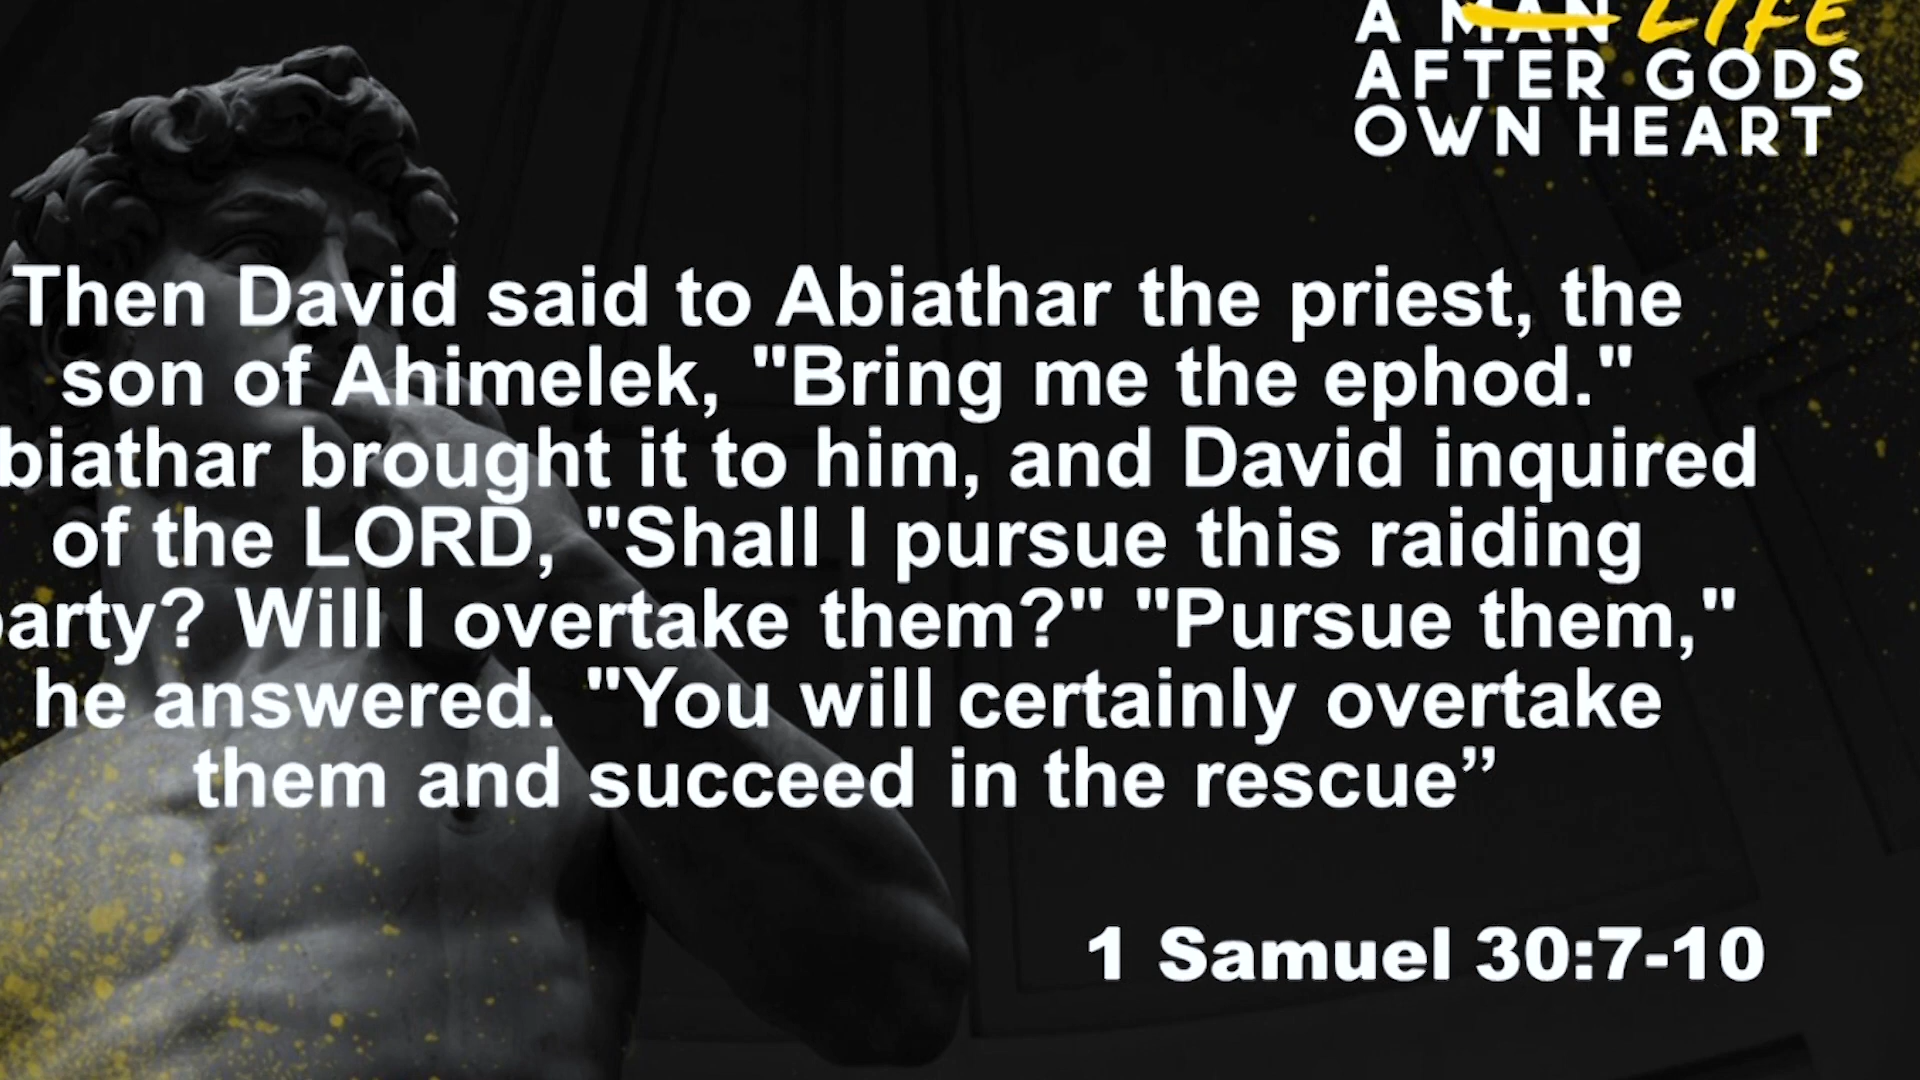 A MAN LIFE
AFTER GODS
OWN HEART
Then David said to Abiathar the priest, the
son of Ahimelek, "Bring me the ephod."
biathar brought it to him, and David inquired
of the LORD, "Shall I pursue this raiding
party? Will I overtake them?" "Pursue them,"
he answered. "You will certainly overtake
them and succeed in the rescue”
1 Samuel 30:7-10